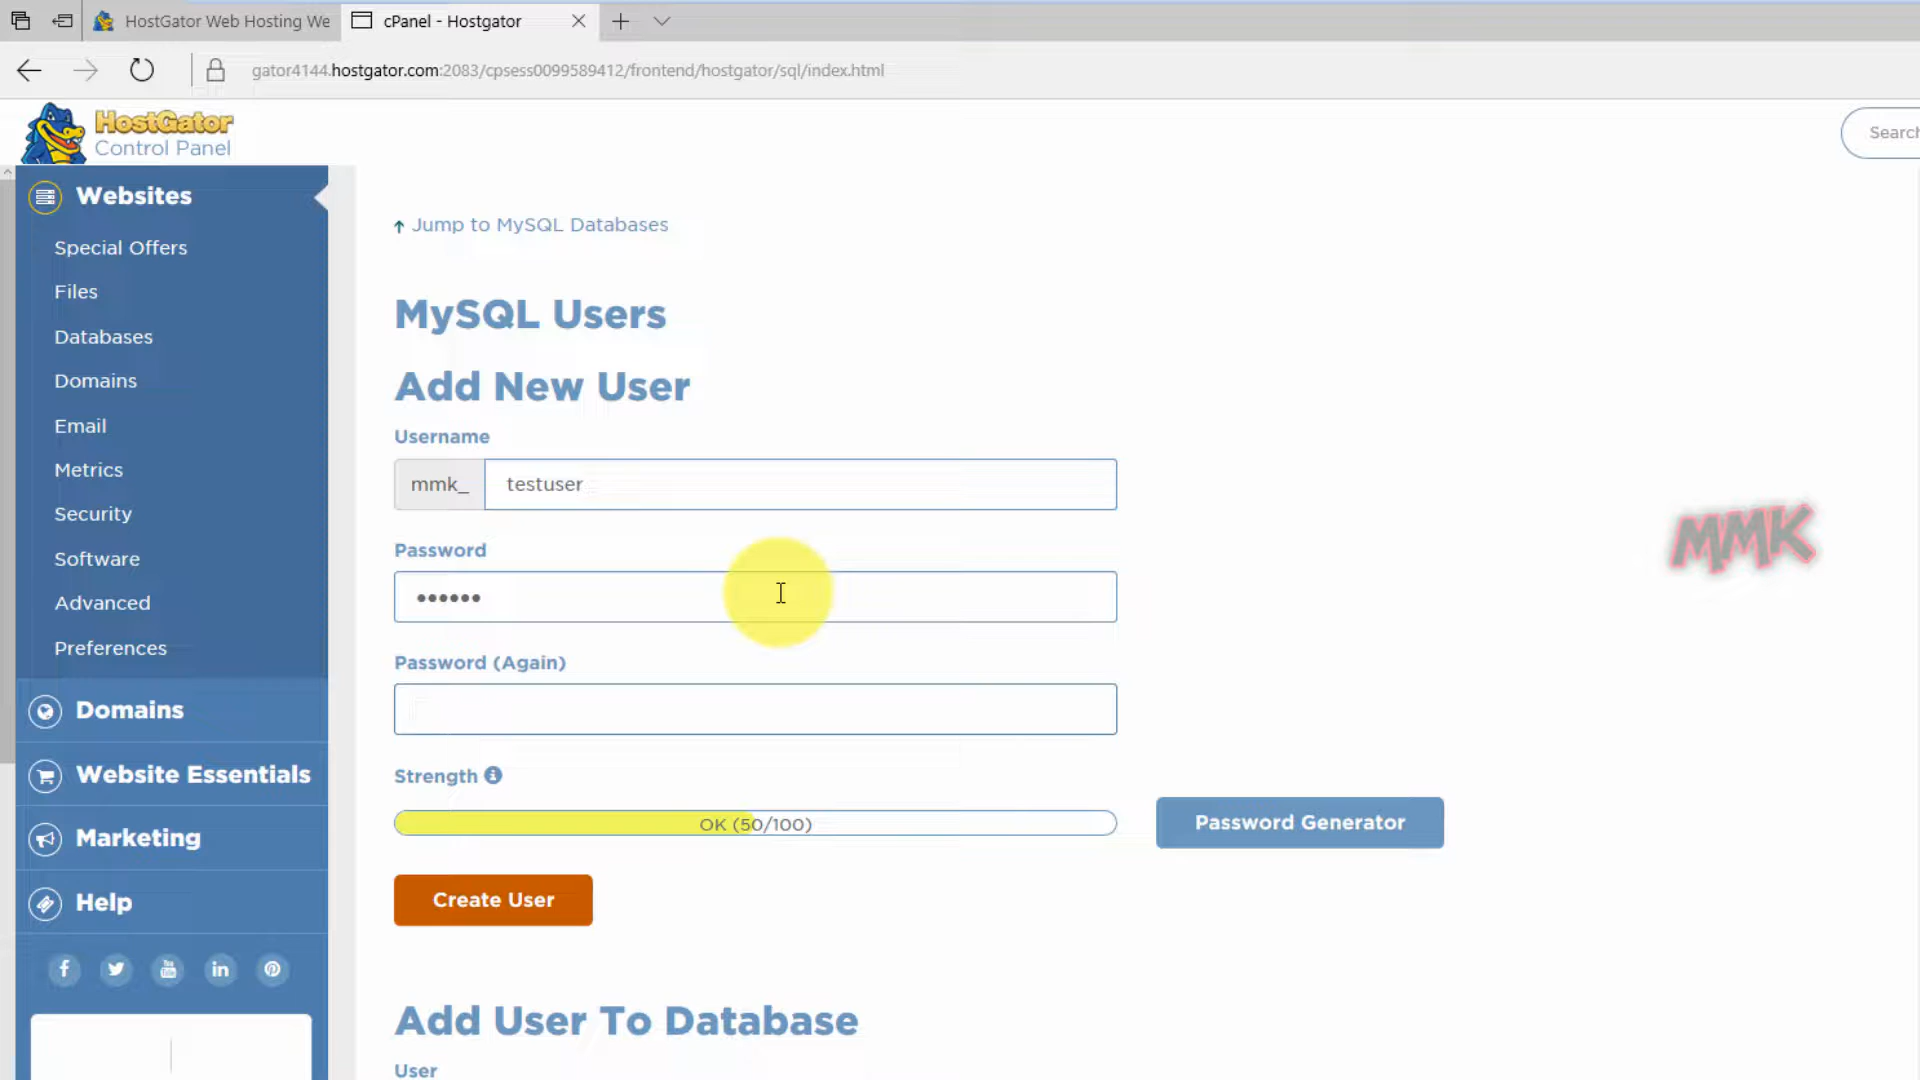 HostGator Web Hosting We
cPanel - Hostgator
gator4144.hostgator.com:2083/cpsess0099589412/frontend/hostgator/sql/index.html
HostGator
Control Panel
Search
Websites
Special Offers
Files
Databases
Domains
Email
Metrics
Security
Software
Advanced
Preferences
Domains
Website Essentials
Marketing
Help
Jump to MySQL Databases
MySQL Users
Add New User
Username
mmk_ testuser
Password
••••••
Password (Again)
Strength
OK (50/100)
Password Generator
Create User
Add User To Database
User
MMK